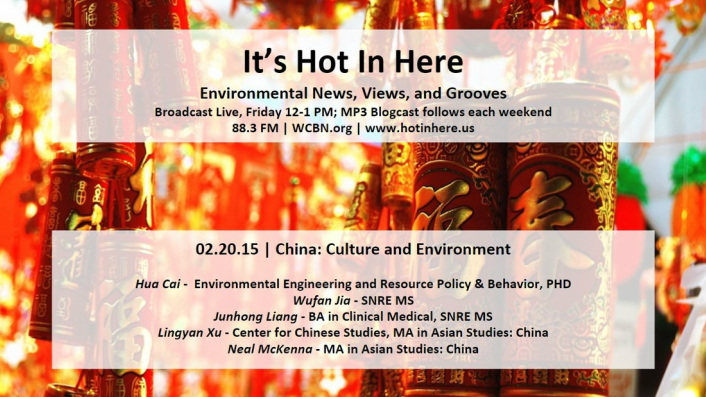 It's Hot In Here
Environmental News, Views, and Grooves
Broadcast Live, Friday 12-1 PM; MP3 Blogcast follows each weekend
88.3 FM | WCBN.org | www.hotinhere.us
02.20.15 | China: Culture and Environment
Hua Cai - Environmental Engineering and Resource Policy & Behavior, PHD
Wufan Jia - SNRE MS
Junhong Liang - BA in Clinical Medical, SNRE MS
Lingyan Xu - Center for Chinese Studies, MA in Asian Studies: China
Neal McKenna - MA in Asian Studies: China